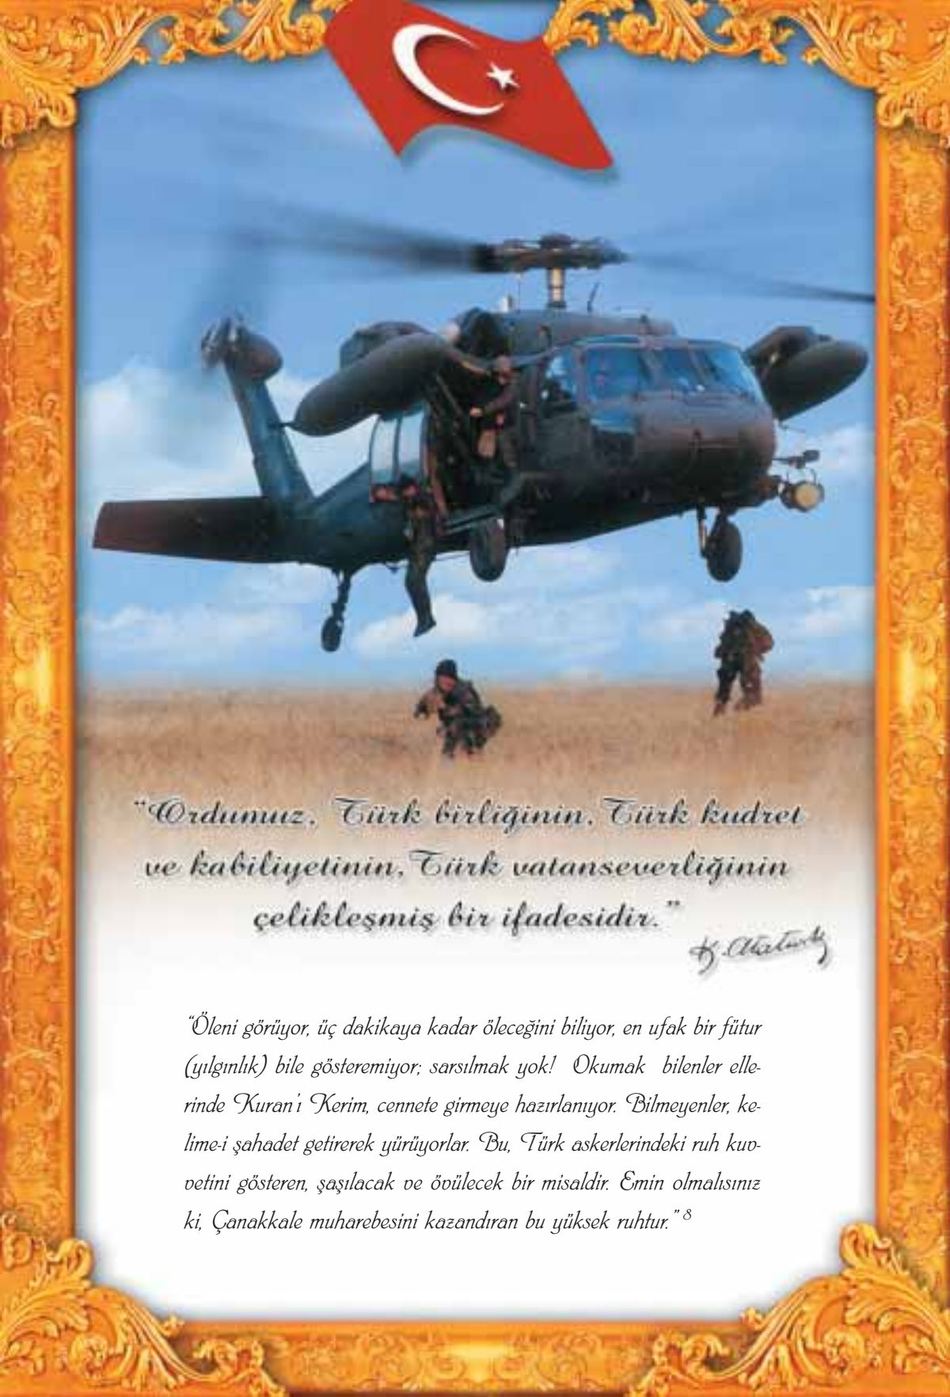 “Ordumuz, Türk birliğinin, Türk kudret
ve kabiliyetinin, Türk vatanseverliğinin
çelikleşmiş bir ifadesidir.”
K. Atatürk
“Öleni görüyor, üç dakikaya kadar öleceğini biliyor, en ufak bir fütur
(yılgınlık) bile gösteremiyor; sarsılmak yok! Okumak bilenler elle-
rinde Kuran'ı Kerim, cennete girmeye hazırlanıyor. Bilmeyenler, ke-
lime-i şahadet getirerek yürüyorlar. Bu, Türk askerlerindeki ruh kuv-
vetini gösteren, şaşılacak ve övülecek bir misaldir. Emin olmalısınız
ki, Çanakkale muharebesini kazandıran bu yüksek ruhtur.” 8